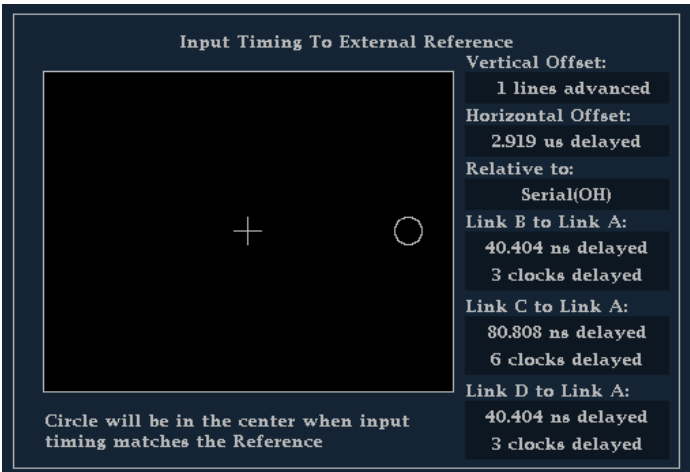 Input Timing To External Reference
Vertical Offset:
1 lines advanced
Horizontal Offset:
2.919 us delayed
Relative to:
Serial(OH)
Link B to Link A:
40.404 ns delayed
3 clocks delayed
Link C to Link A:
80.808 ns delayed
6 clocks delayed
Link D to Link A:
40.404 ns delayed
3 clocks delayed
Circle will be in the center when input
timing matches the Reference